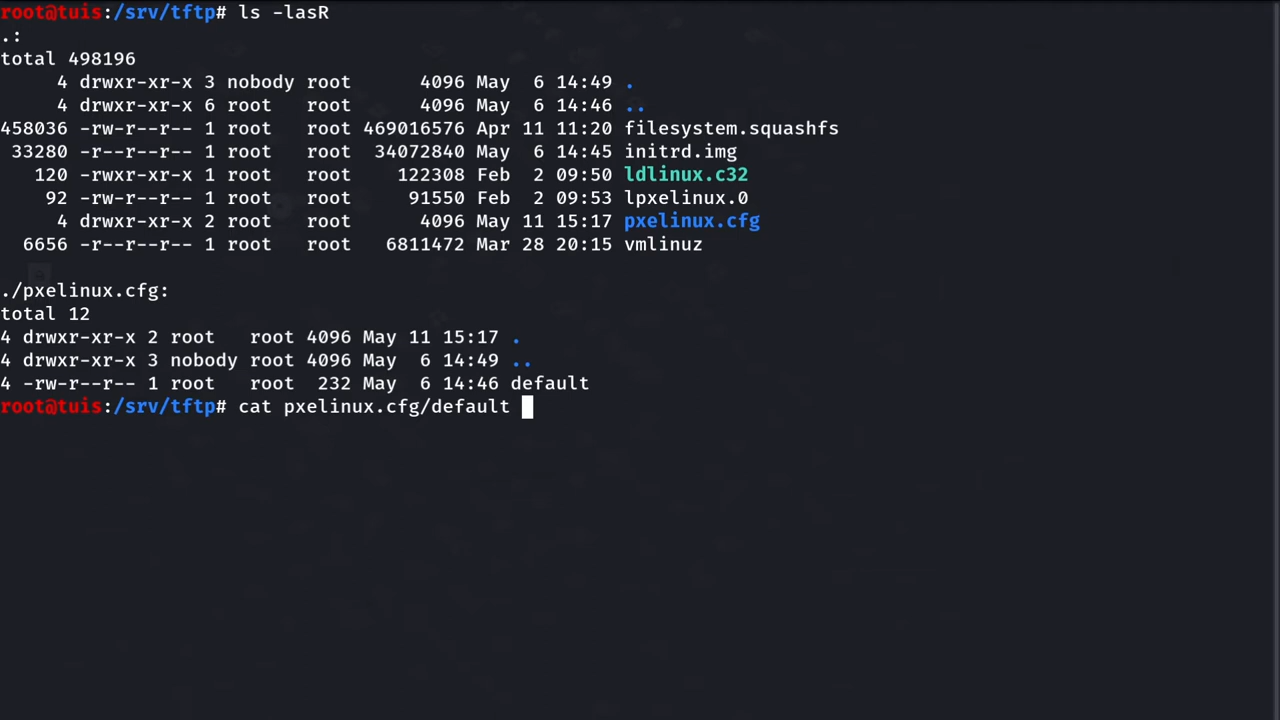 root@tuis:/srv/tftp# ls -lasR
.:
total 498196
     4 drwxr-xr-x 3 nobody root      4096 May  6 14:49 .
     4 drwxr-xr-x 6 root   root      4096 May  6 14:46 ..
458036 -rw-r--r-- 1 root   root 469016576 Apr 11 11:20 filesystem.squashfs
 33280 -r--r--r-- 1 root   root  34072840 May  6 14:45 initrd.img
   120 -rw-r--r-- 1 root   root    122308 Feb  2 09:50 ldlinux.c32
    92 -rw-r--r-- 1 root   root     91550 Feb  2 09:53 lpxelinux.0
     4 drwxr-xr-x 2 root   root      4096 May 11 15:17 pxelinux.cfg
  6656 -r--r--r-- 1 root   root   6811472 Mar 28 20:15 vmlinuz

./pxelinux.cfg:
total 12
4 drwxr-xr-x 2 root   root 4096 May 11 15:17 .
4 drwxr-xr-x 3 nobody root 4096 May  6 14:49 ..
4 -rw-r--r-- 1 root   root  232 May  6 14:46 default
root@tuis:/srv/tftp# cat pxelinux.cfg/default